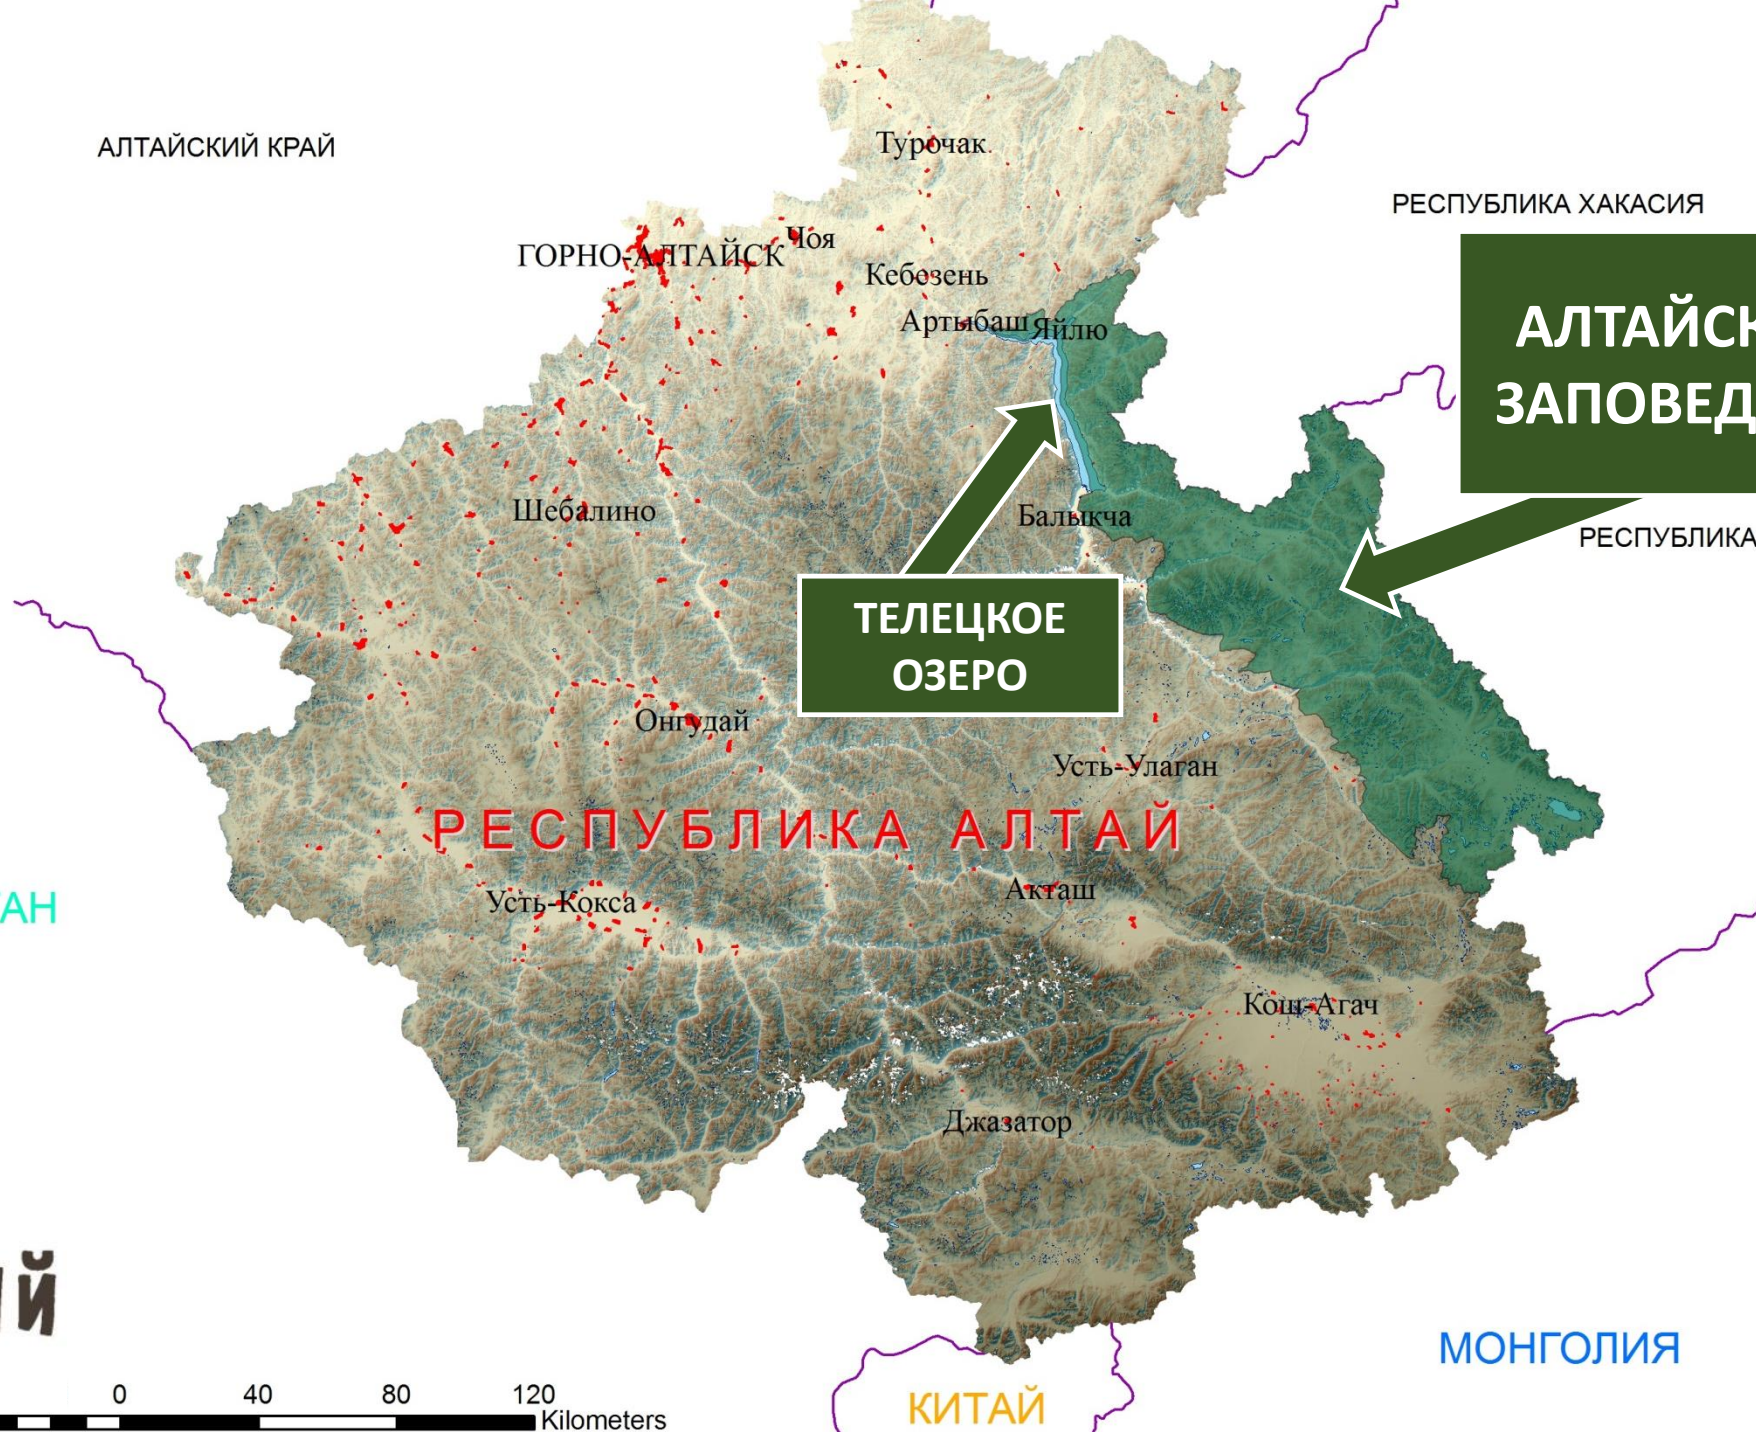 АЛТАЙСКИЙ КРАЙ
Турочак
РЕСПУБЛИКА ХАКАСИЯ
ГОРНО-АЛТАЙСК
Чоя
Кебезень
Артыбаш
Яйлю
АЛТАЙСК
ЗАПОВЕД
Шебалино
Балыкча
РЕСПУБЛИКА
ТЕЛЕЦКОЕ
ОЗЕРО
Онгудай
Усть-Улаган
РЕСПУБЛИКА АЛТАЙ
Усть-Кокса
Акташ
АН
Кош-Агач
Джазатор
Й
МОНГОЛИЯ
КИТАЙ
0 40 80 120
Kilometers